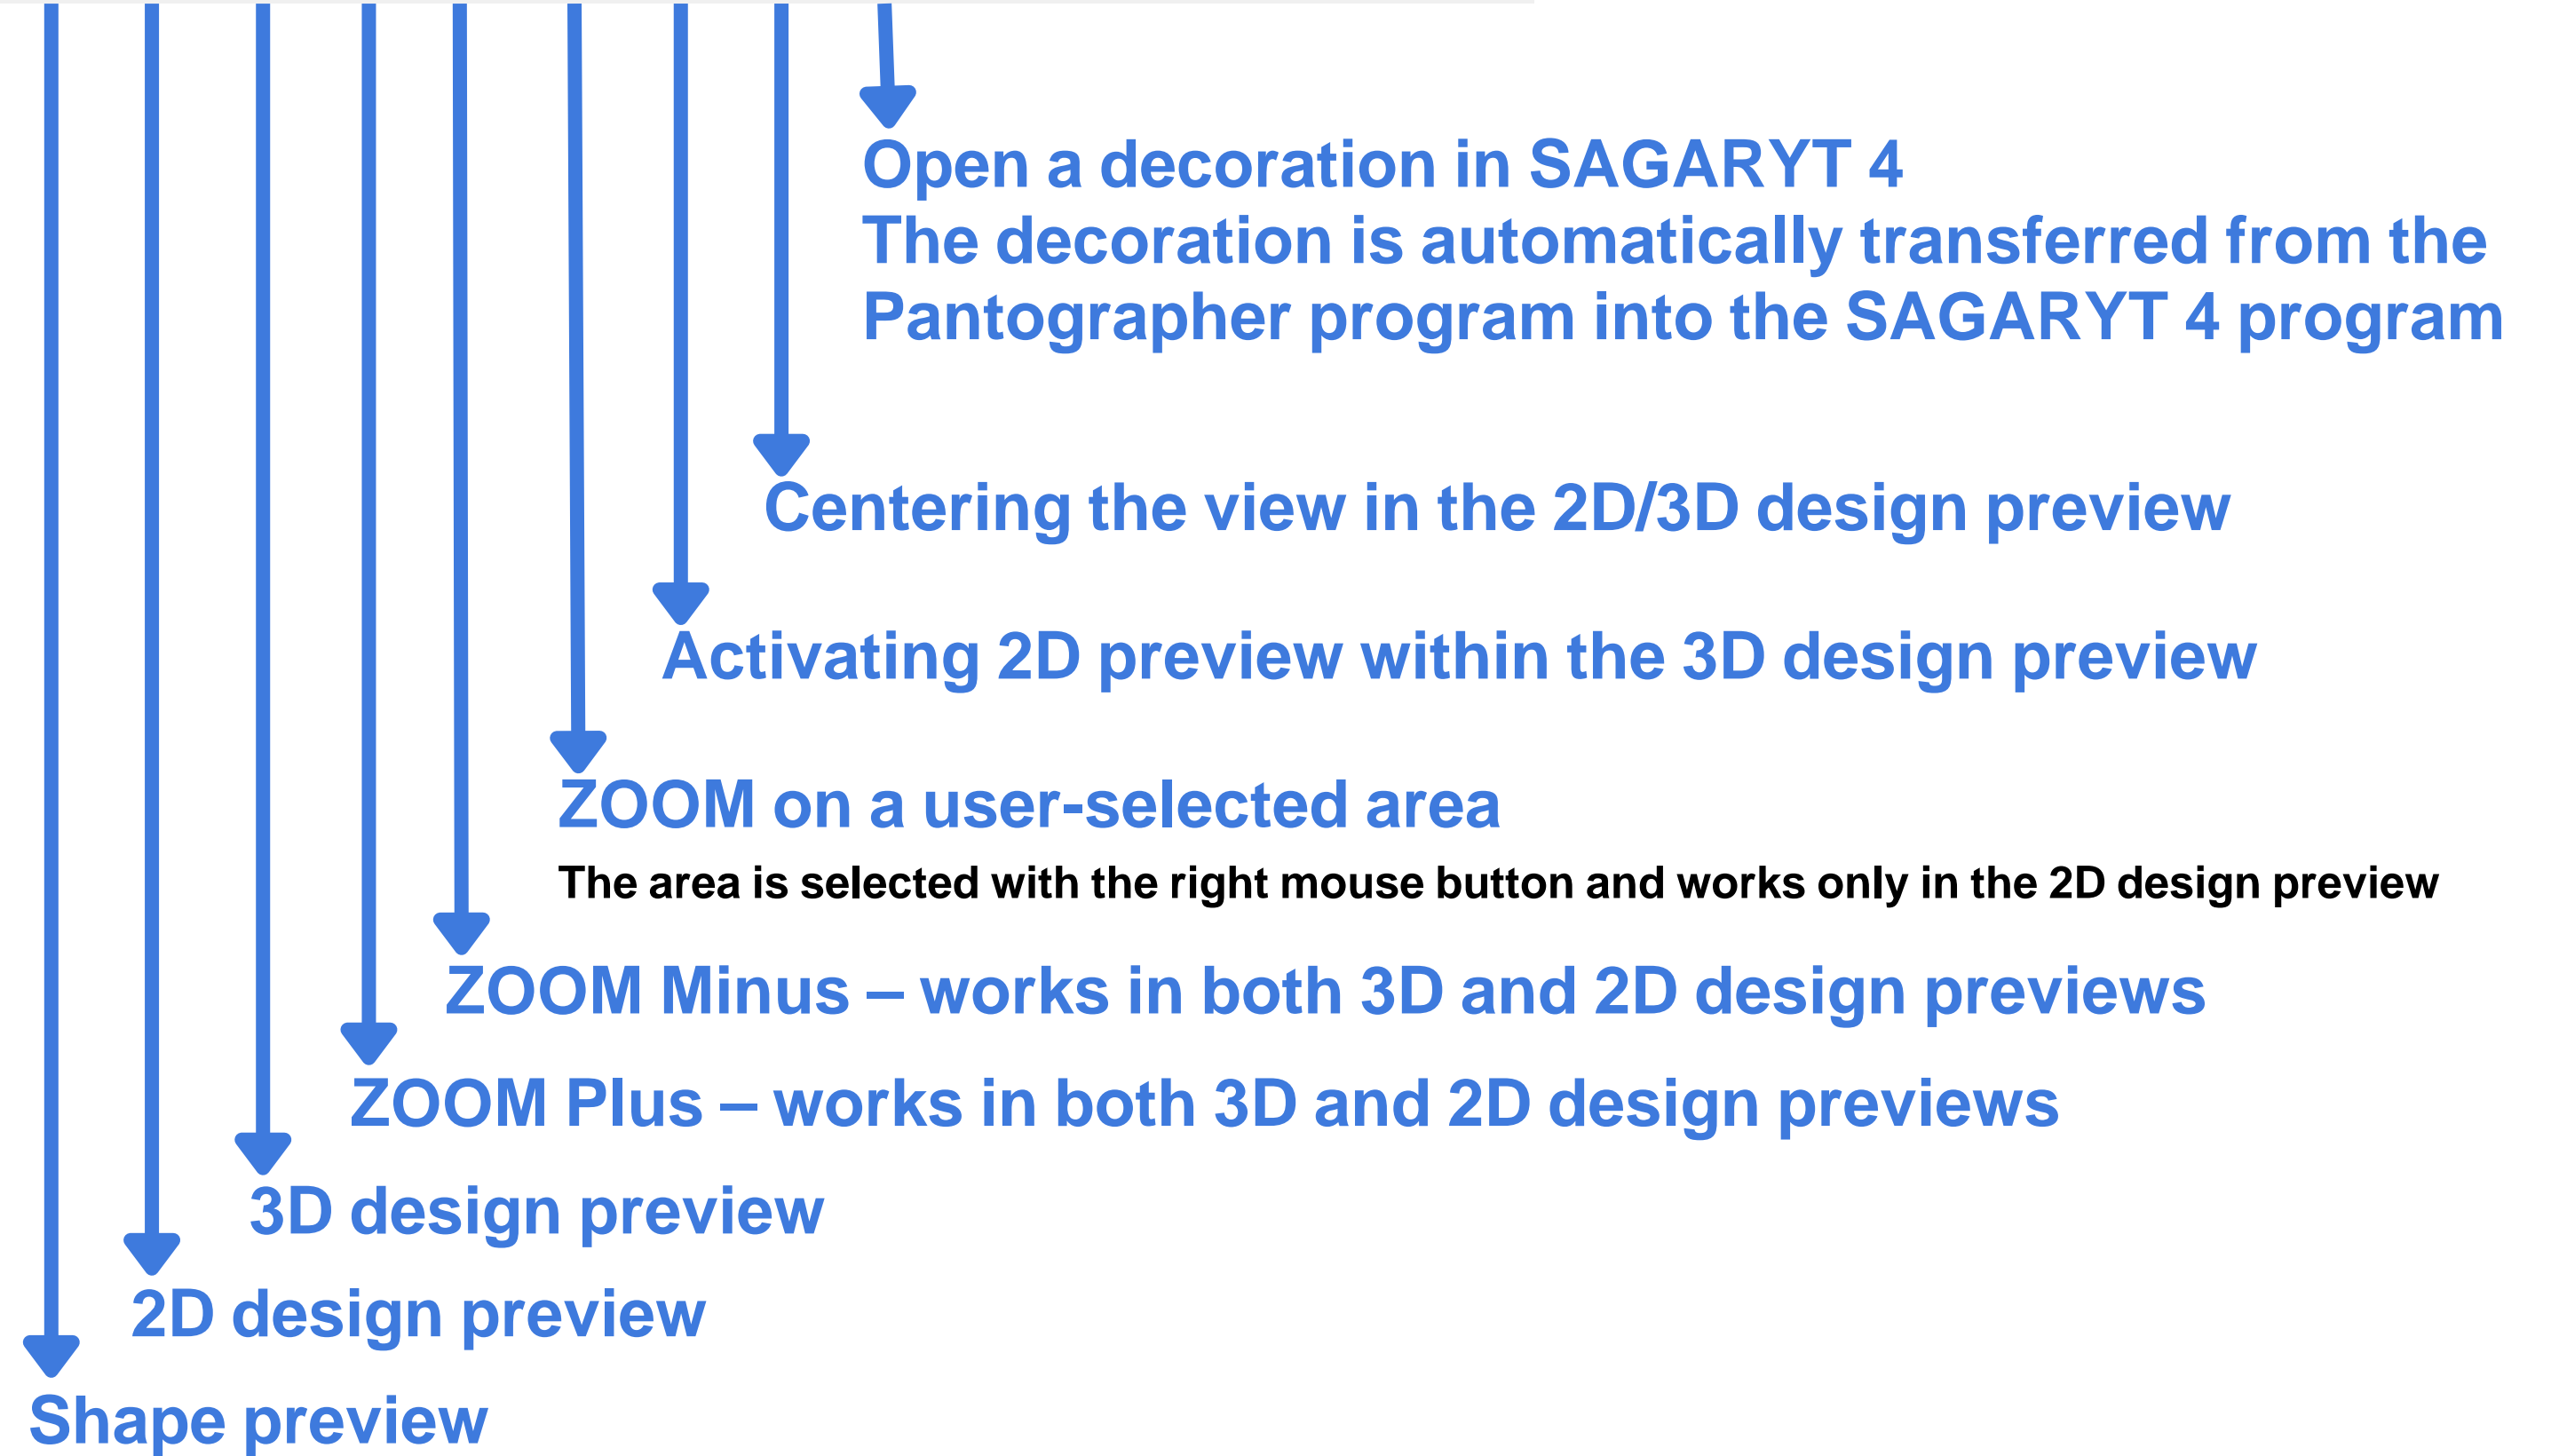 Open a decoration in SAGARYT 4
The decoration is automatically transferred from the
Pantographer program into the SAGARYT 4 program
Centering the view in the 2D/3D design preview
Activating 2D preview within the 3D design preview
ZOOM on a user-selected area
The area is selected with the right mouse button and works only in the 2D design preview
ZOOM Minus – works in both 3D and 2D design previews
ZOOM Plus – works in both 3D and 2D design previews
3D design preview
2D design preview
Shape preview